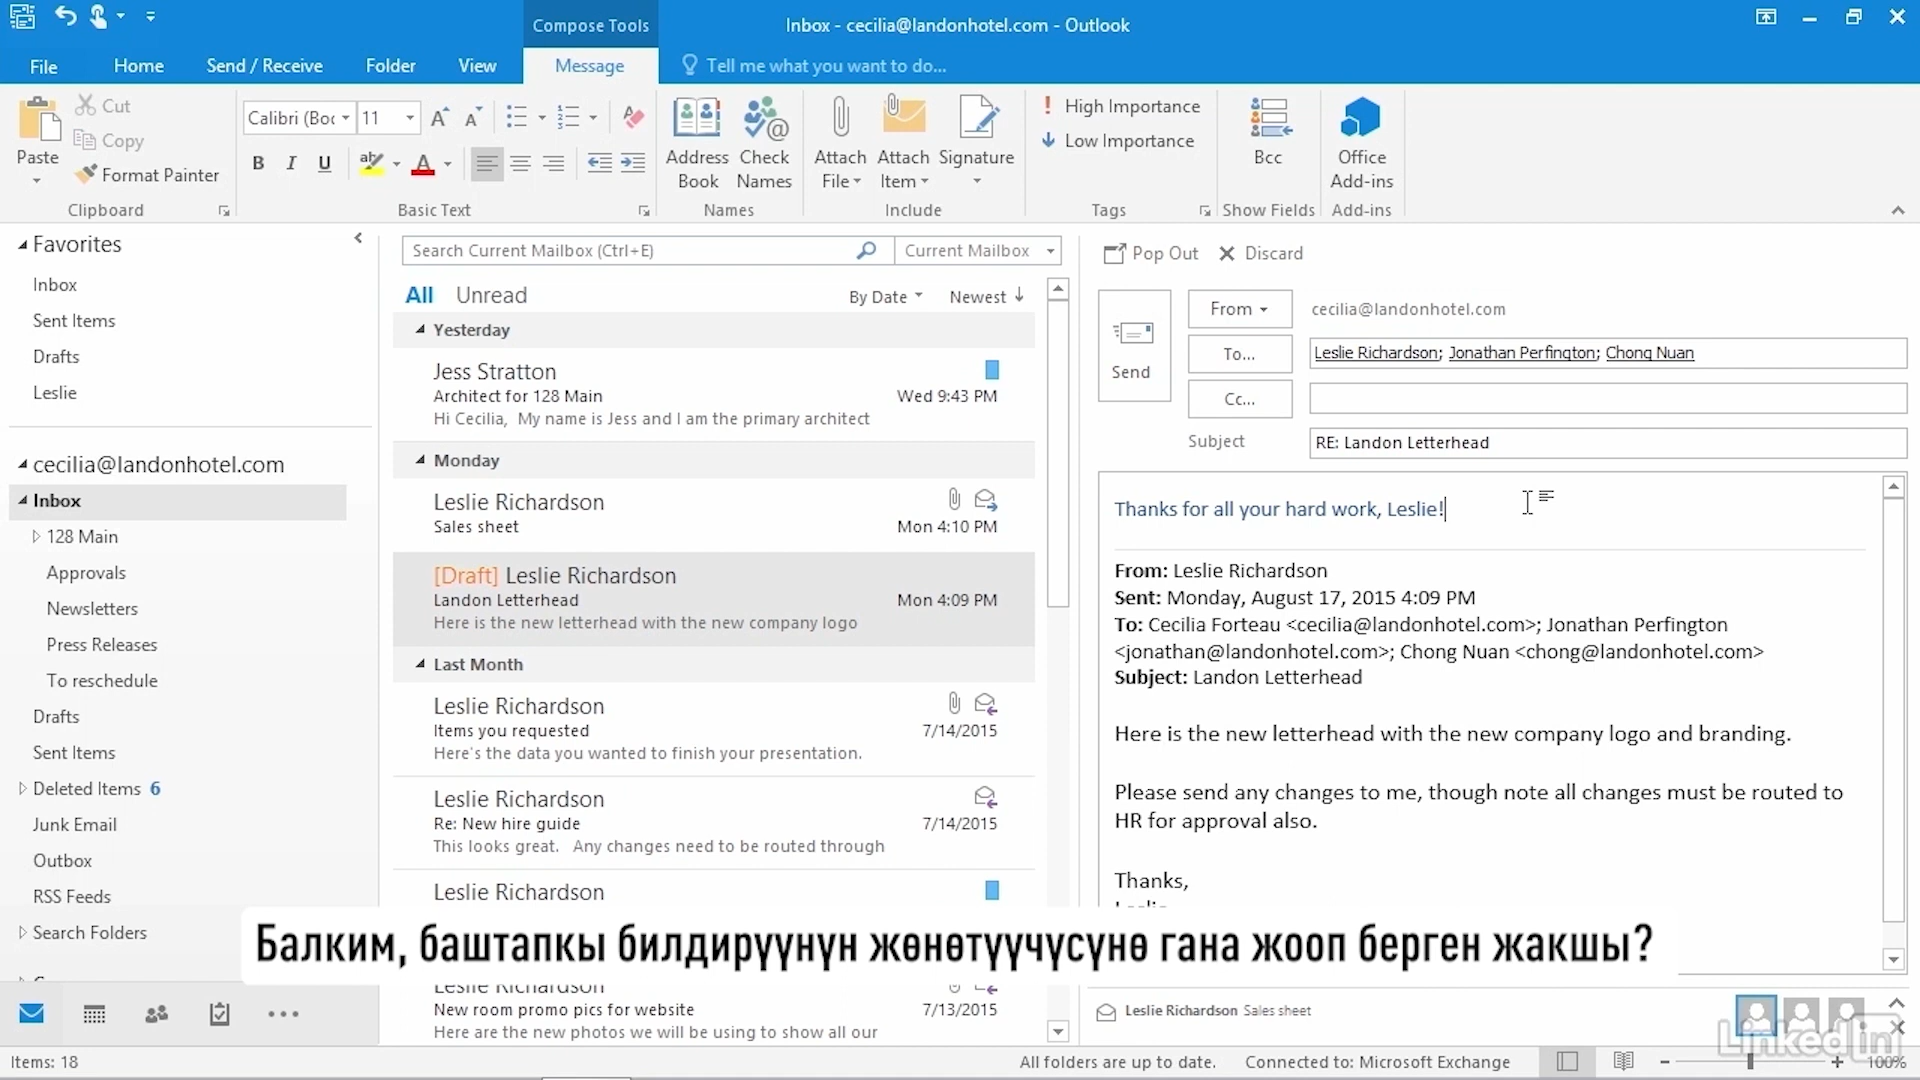 Compose Tools
Inbox - cecilia@landonhotel.com - Outlook
File Home Send / Receive Folder View Message Tell me what you want to do...
Paste
Cut
Copy
Format Painter
Clipboard
Calibri (Boc 11
B I U
Basic Text
Address Book
Check Names
Names
Attach File
Attach Item
Signature
Include
High Importance
Low Importance
Tags
Bcc
Show Fields
Office Add-ins
Add-ins
Favorites
Inbox
Sent Items
Drafts
Leslie
cecilia@landonhotel.com
Inbox
128 Main
Approvals
Newsletters
Press Releases
To reschedule
Drafts
Sent Items
Deleted Items 6
Junk Email
Outbox
RSS Feeds
Search Folders
Search Current Mailbox (Ctrl+E) Current Mailbox
All Unread By Date Newest
Yesterday
Jess Stratton
Architect for 128 Main Wed 9:43 PM
Hi Cecilia, My name is Jess and I am the primary architect
Monday
Leslie Richardson
Sales sheet Mon 4:10 PM
[Draft] Leslie Richardson
Landon Letterhead Mon 4:09 PM
Here is the new letterhead with the new company logo
Last Month
Leslie Richardson
Items you requested 7/14/2015
Here's the data you wanted to finish your presentation.
Leslie Richardson
Re: New hire guide 7/14/2015
This looks great. Any changes need to be routed through
Leslie Richardson
Leslie Richardson
New room promo pics for website 7/13/2015
Here are the new photos we will be using to show all our
Pop Out Discard
Send
From cecilia@landonhotel.com
To... Leslie Richardson; Jonathan Perfington; Chong Nuan
Cc...
Subject RE: Landon Letterhead
Thanks for all your hard work, Leslie!
From: Leslie Richardson
Sent: Monday, August 17, 2015 4:09 PM
To: Cecilia Forteau <cecilia@landonhotel.com>; Jonathan Perfington
<jonathan@landonhotel.com>; Chong Nuan <chong@landonhotel.com>
Subject: Landon Letterhead
Here is the new letterhead with the new company logo and branding.
Please send any changes to me, though note all changes must be routed to
HR for approval also.
Thanks,
Leslie
Балким, баштапкы билдирүүнүн жөнөтүүчүсүнө гана жооп берген жакшы?
Leslie Richardson Sales sheet
LinkedIn
Items: 18
All folders are up to date. Connected to: Microsoft Exchange 100%